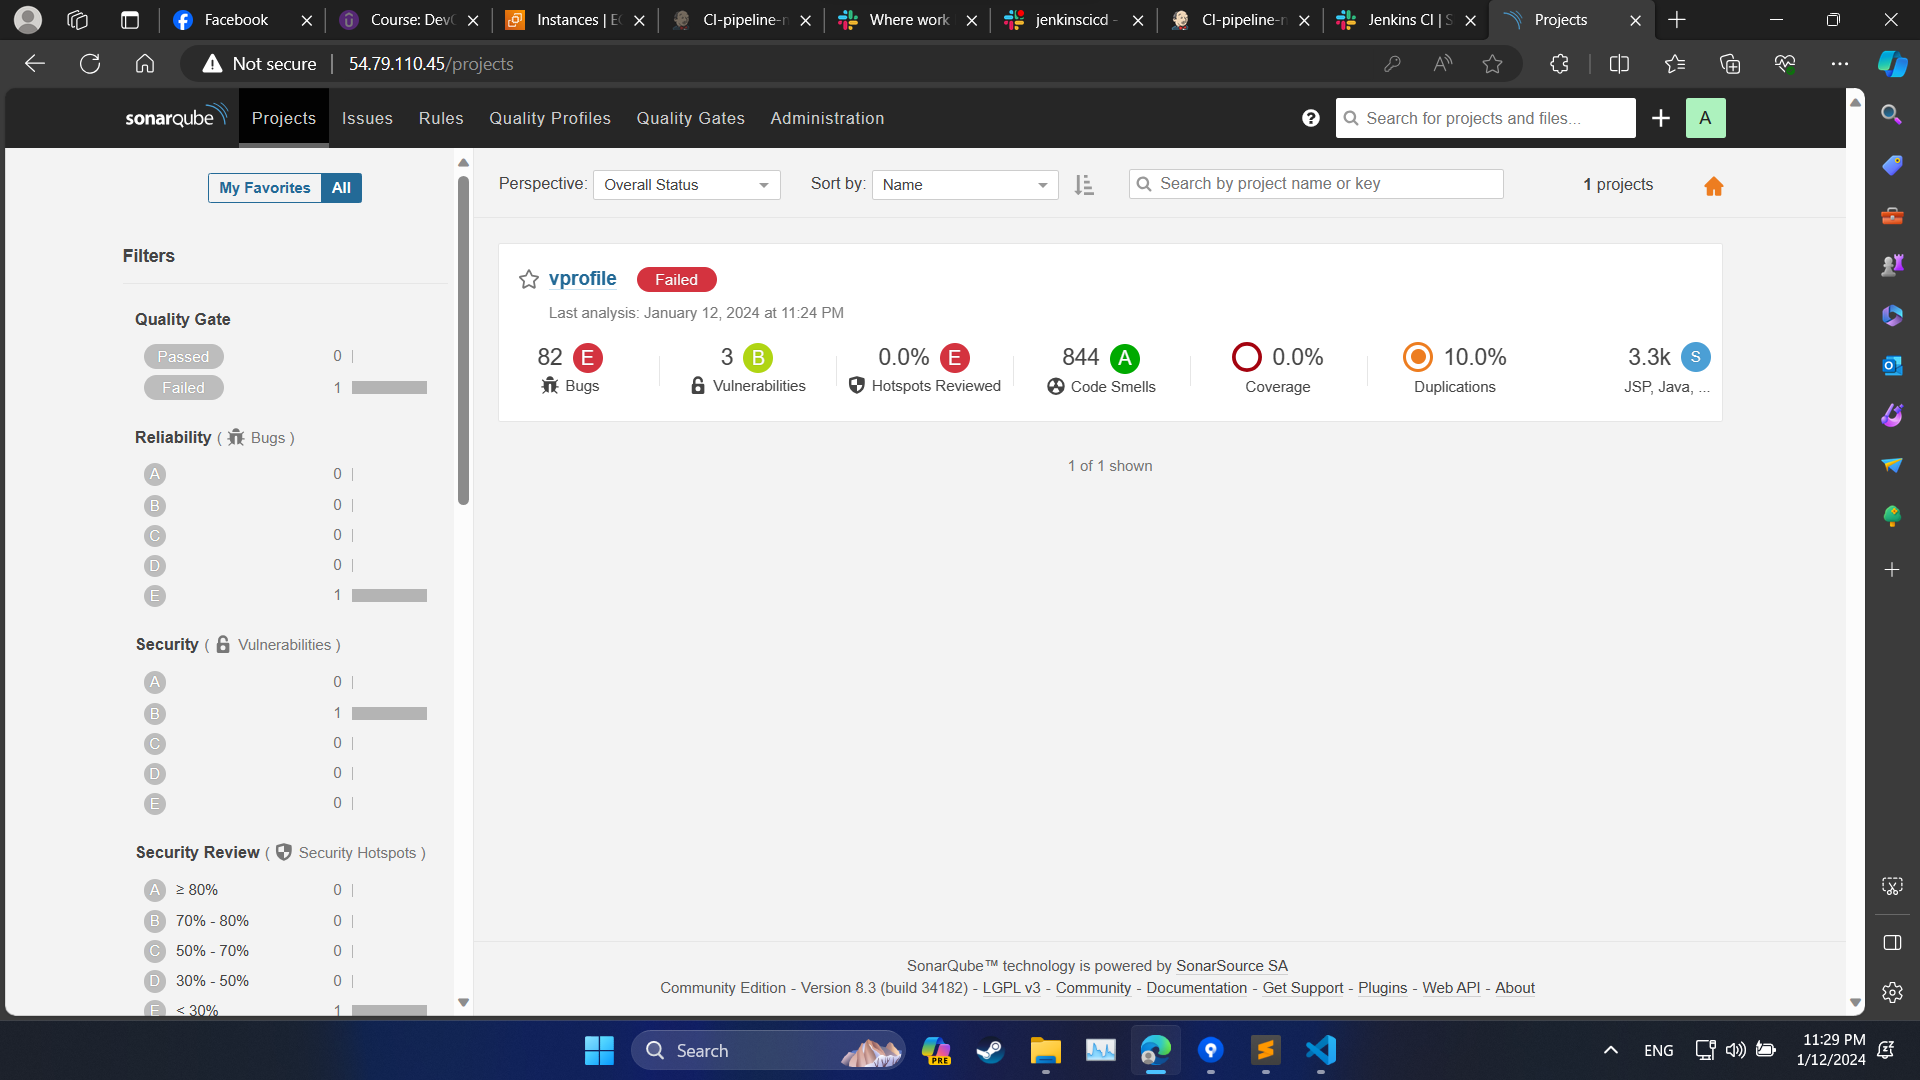 Facebook
Course: Dev
Instances | E
CI-pipeline-
Where work
jenkinscicd -
CI-pipeline-
Jenkins CI | S
Projects
Not secure
54.79.110.45/projects
sonarqube
Projects
Issues
Rules
Quality Profiles
Quality Gates
Administration
?
Search for projects and files...
A
My Favorites
All
Perspective:
Overall Status
Sort by:
Name
Search by project name or key
1 projects
Filters
Quality Gate
Passed 0
Failed 1
Reliability ( Bugs )
A 0
B 0
C 0
D 0
E 1
Security ( Vulnerabilities )
A 0
B 1
C 0
D 0
E 0
Security Review ( Security Hotspots )
A ≥ 80% 0
B 70% - 80% 0
C 50% - 70% 0
D 30% - 50% 0
E < 30% 1
vprofile Failed
Last analysis: January 12, 2024 at 11:24 PM
82 E
Bugs
3 B
Vulnerabilities
0.0% E
Hotspots Reviewed
844 A
Code Smells
0.0%
Coverage
10.0%
Duplications
3.3k S
JSP, Java, ...
1 of 1 shown
SonarQube™ technology is powered by SonarSource SA
Community Edition - Version 8.3 (build 34182) - LGPL v3 - Community - Documentation - Get Support - Plugins - Web API - About
Search
PRE
ENG
11:29 PM
1/12/2024